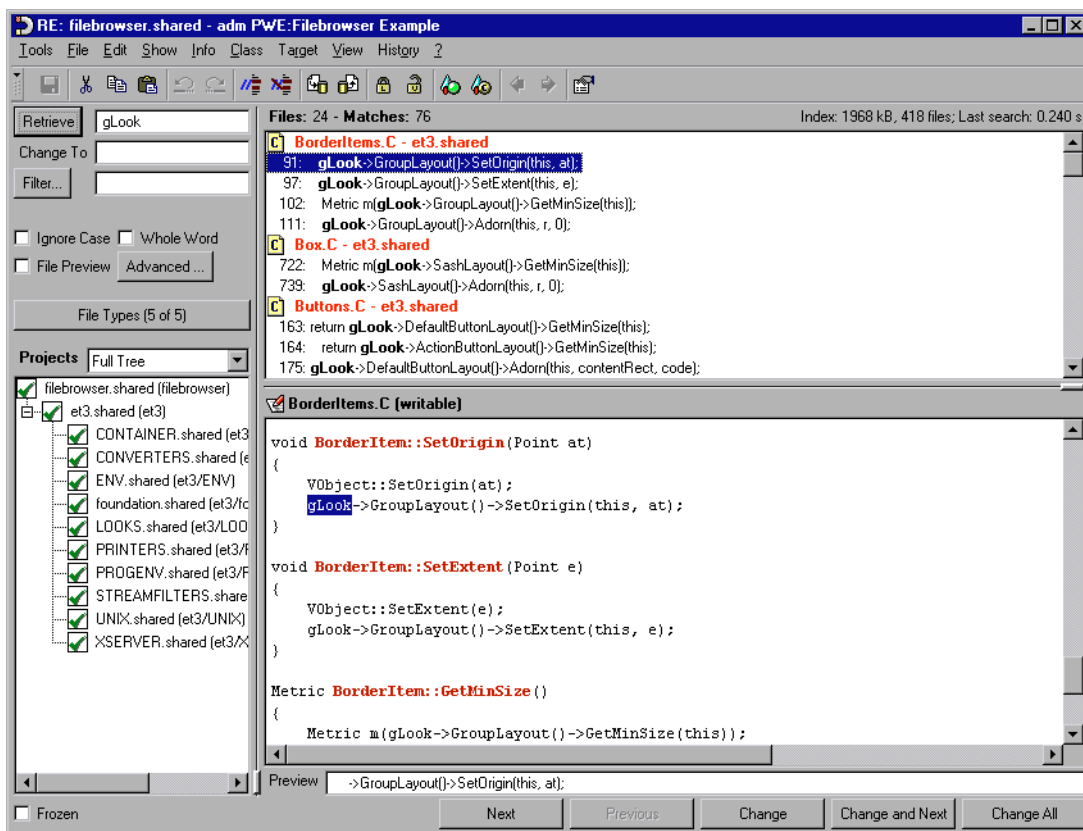 RE: filebrowser.shared - adm PWE:Filebrowser Example
Tools File Edit Show Info Class Target View History ?
Retrieve gLook
Change To
Filter...
Ignore Case Whole Word
File Preview Advanced ...
File Types (5 of 5)
Projects Full Tree
filebrowser.shared (filebrowser)
et3.shared (et3)
CONTAINER.shared (et3
CONVERTERS.shared (e
ENV.shared (et3/ENV)
foundation.shared (et3/fo
LOOKS.shared (et3/LOO
PRINTERS.shared (et3/P
PROGENV.shared (et3/P
STREAMFILTERS.share
UNIX.shared (et3/UNIX)
XSERVER.shared (et3/X
Files: 24 - Matches: 76 Index: 1968 kB, 418 files; Last search: 0.240 s
C BorderItems.C - et3.shared
91: gLook->GroupLayout()->SetOrigin(this, at);
97: gLook->GroupLayout()->SetExtent(this, e);
102: Metric m(gLook->GroupLayout()->GetMinSize(this));
111: gLook->GroupLayout()->Adorn(this, r, 0);
C Box.C - et3.shared
722: Metric m(gLook->SashLayout()->GetMinSize(this));
739: gLook->SashLayout()->Adorn(this, r, 0);
C Buttons.C - et3.shared
163: return gLook->DefaultButtonLayout()->GetMinSize(this);
164: return gLook->ActionButtonLayout()->GetMinSize(this);
175: gLook->DefaultButtonLayout()->Adorn(this, contentRect, code);
BorderItems.C (writable)
void BorderItem::SetOrigin(Point at)
{
VObject::SetOrigin(at);
gLook->GroupLayout()->SetOrigin(this, at);
}
void BorderItem::SetExtent(Point e)
{
VObject::SetExtent(e);
gLook->GroupLayout()->SetExtent(this, e);
}
Metric BorderItem::GetMinSize()
{
Metric m(gLook->GroupLayout()->GetMinSize(this));
Preview ->GroupLayout()->SetOrigin(this, at);
Frozen Next Previous Change Change and Next Change All